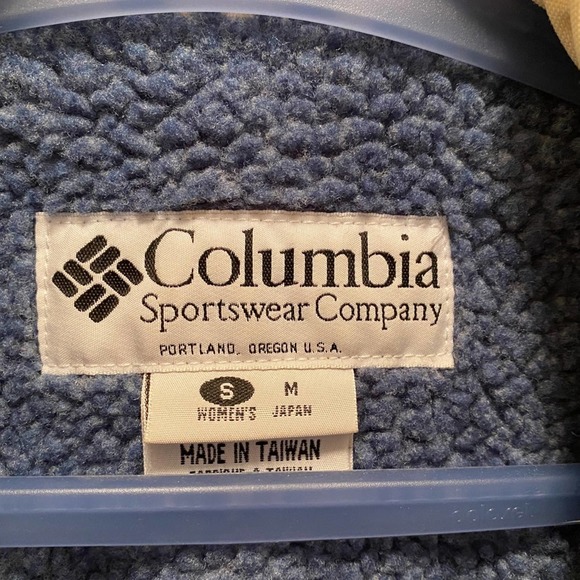 Columbia
Sportswear Company
PORTLAND, OREGON U.S.A.
S M
WOMEN'S JAPAN
MADE IN TAIWAN